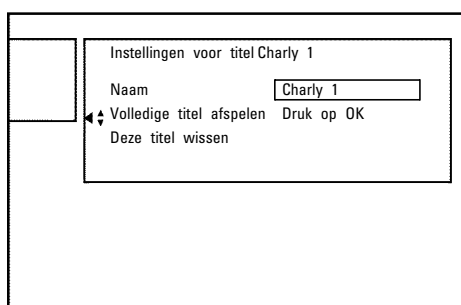 Instellingen voor titel Charly 1
Naam Charly 1
Volledige titel afspelen Druk op OK
Deze titel wissen